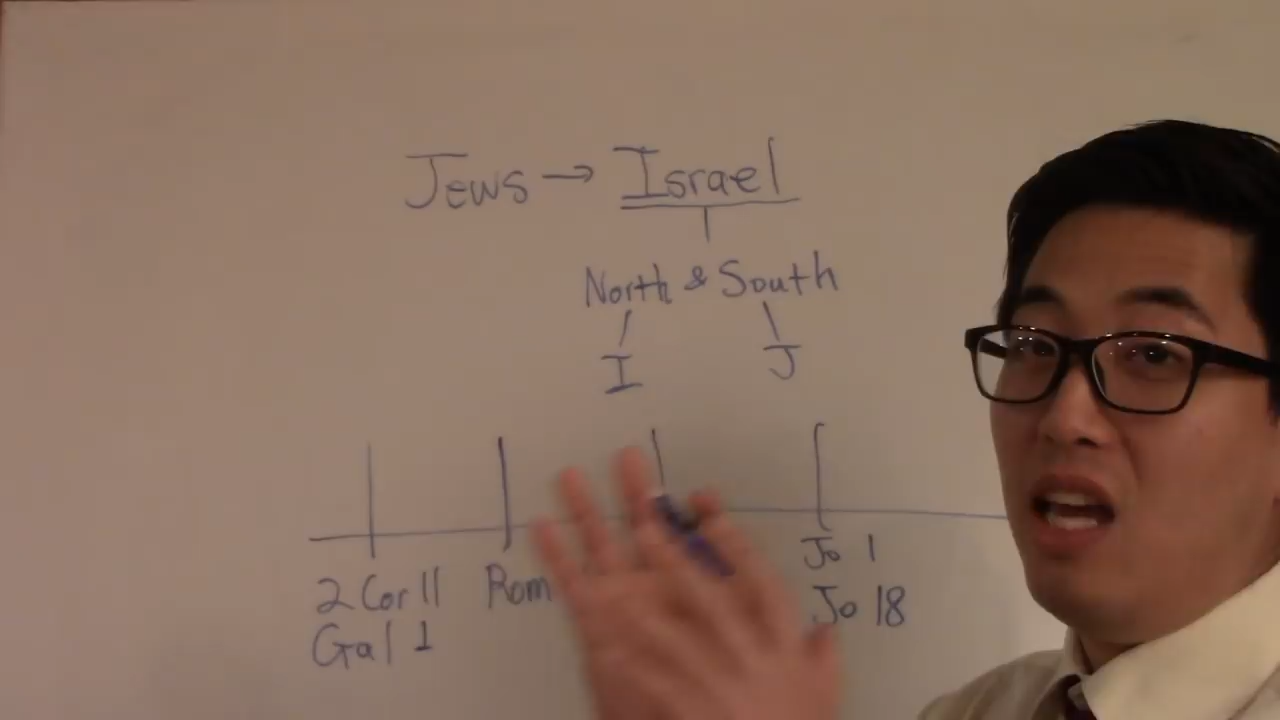 Jews → Israel
North & South
I J
2 Cor 11 Rom Jo 1
Gal 1 Jo 18